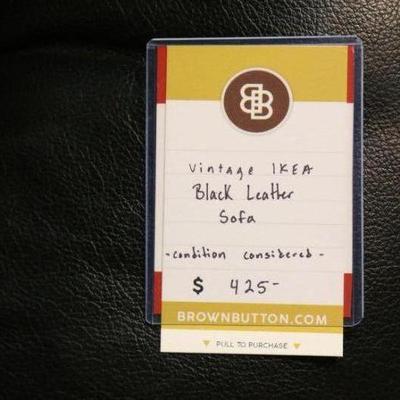 BB
Vintage IKEA
Black Leather
Sofa
-condition considered-
$ 425-
BROWNBUTTON.COM
PULL TO PURCHASE